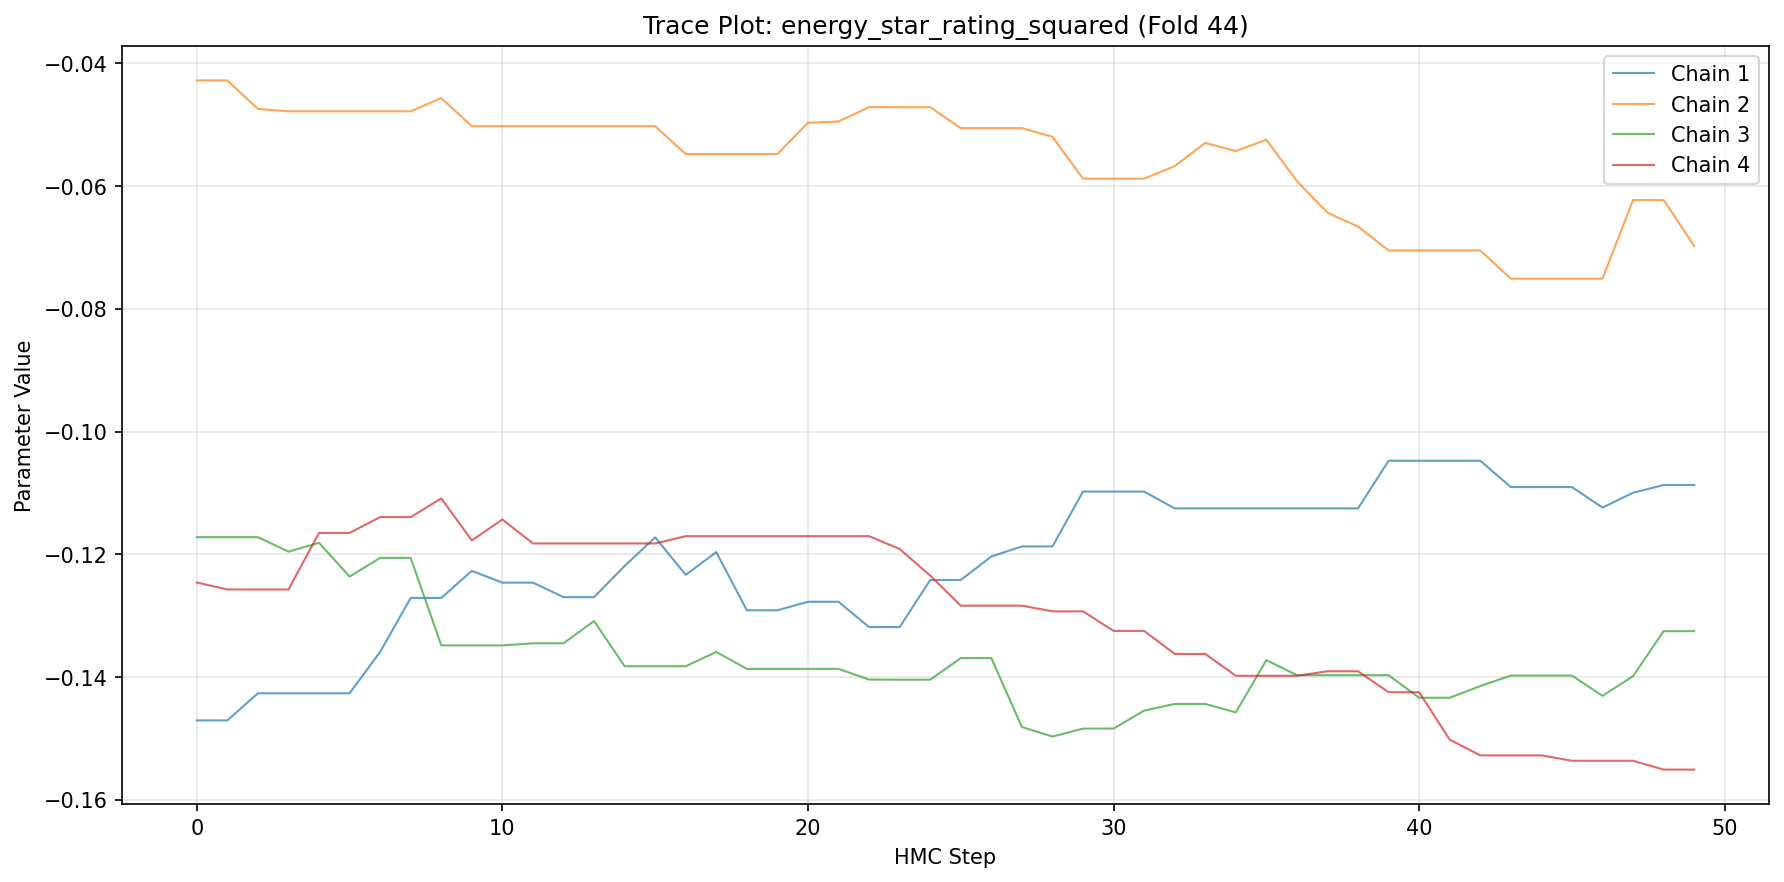 Trace Plot: energy_star_rating_squared (Fold 44)
Chain 1
Chain 2
Chain 3
Chain 4
−0.04
−0.06
−0.08
−0.10
−0.12
−0.14
−0.16
Parameter Value
0 10 20 30 40 50
HMC Step